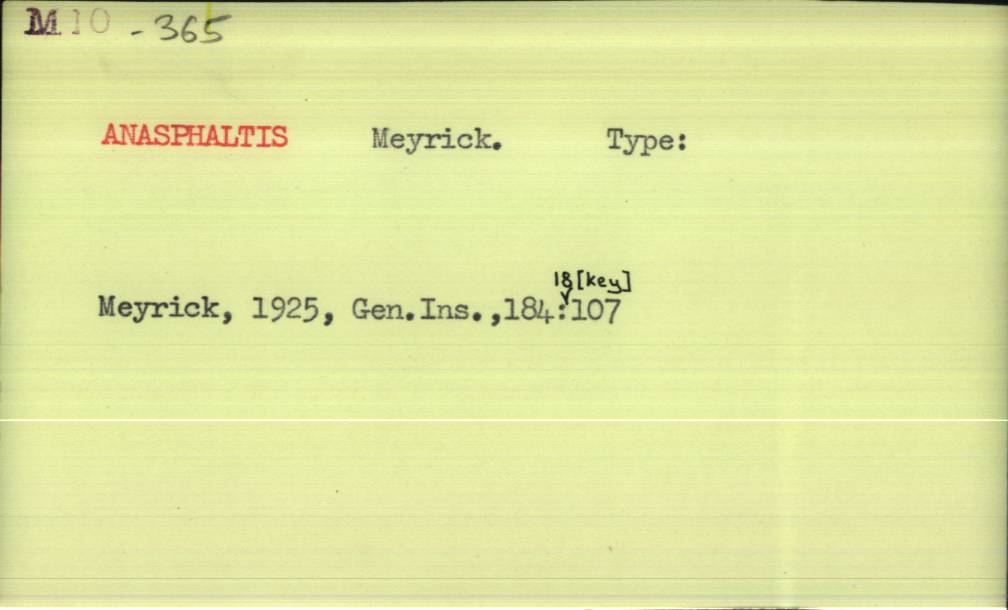 M10 - 365
ANASPHALTIS Meyrick. Type:
18 [key]
Meyrick, 1925, Gen.Ins.,184:107